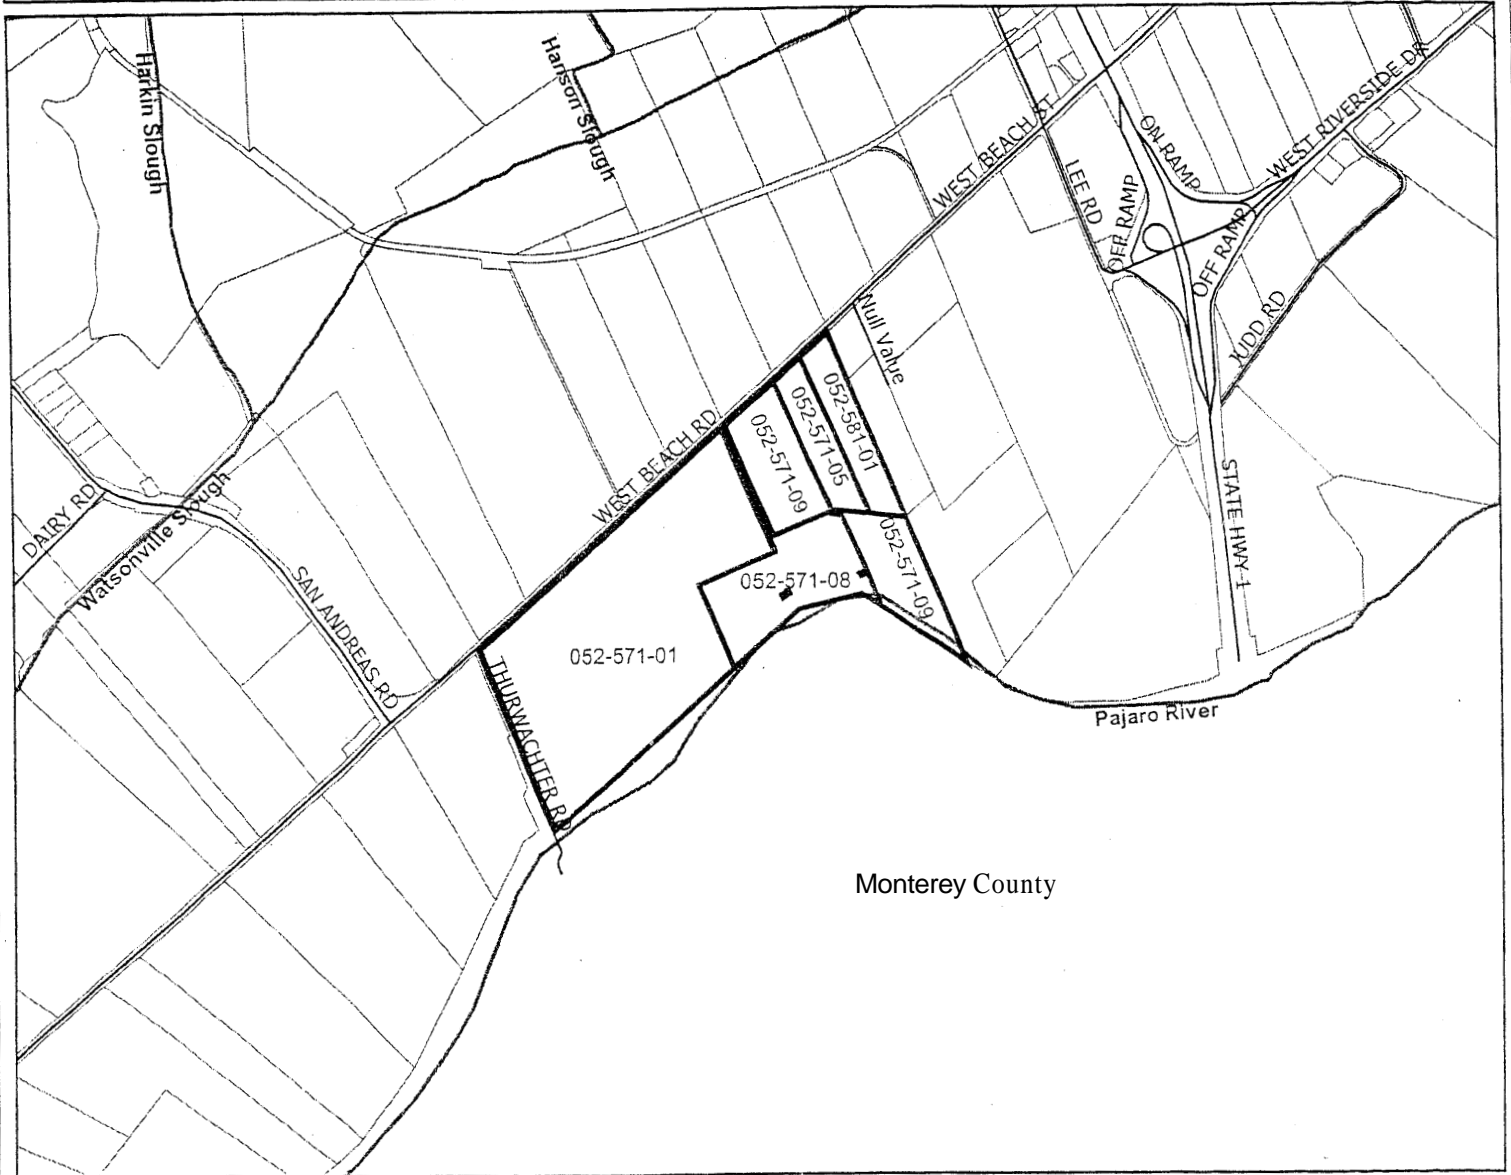 Harkin Slough
Hanson Slough
WEST BEACH ST
ON RAMP
WEST RIVERSIDE DR
LEE RD
OFF RAMP
OFF RAMP
JUDD RD
Null Value
052-581-01
052-571-05
052-571-09
WEST BEACH RD
STATE HWY 1
DAIRY RD
Watsonville Slough
SAN ANDREAS RD
052-571-08
052-571-09
052-571-01
THURWACHTER RD
Pajaro River
Monterey County